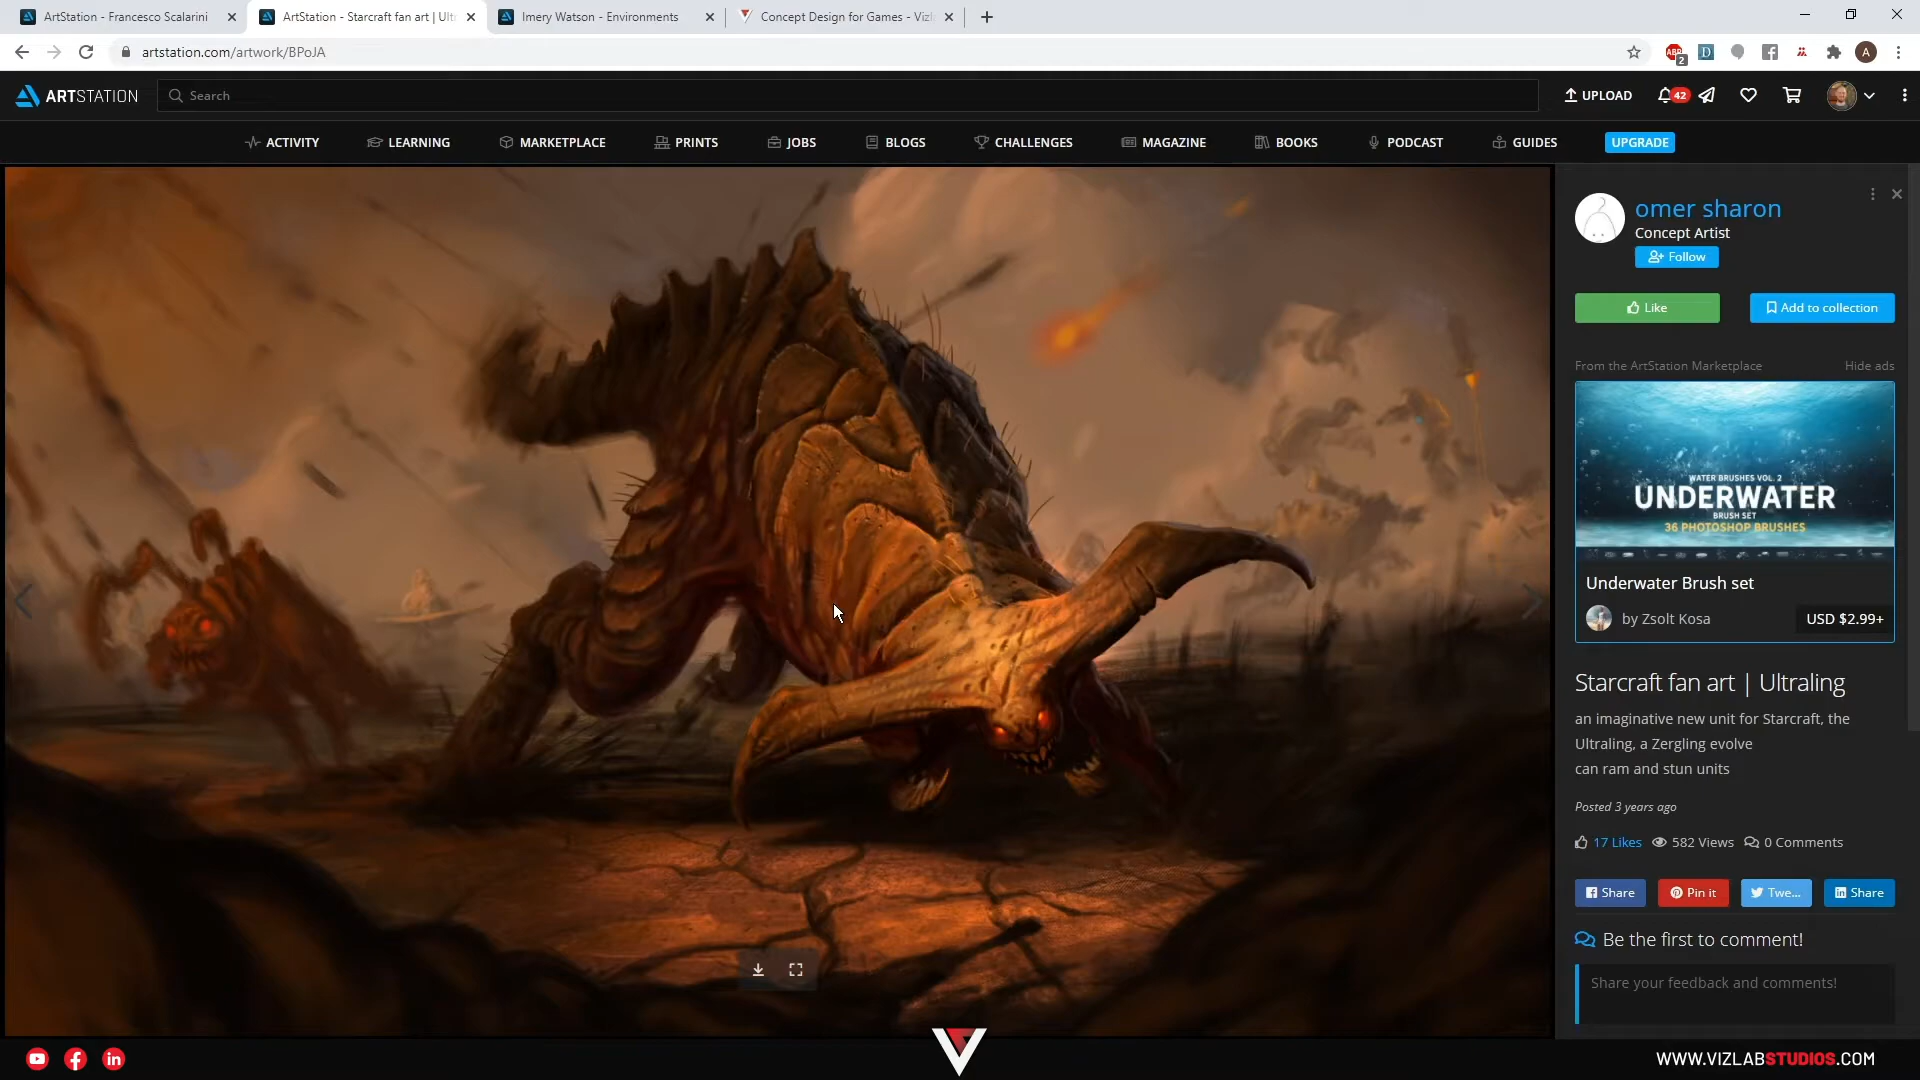 ArtStation - Francesco Scalarini
ArtStation - Starcraft fan art | Ult
Imery Watson - Environments
Concept Design for Games - Viz
artstation.com/artwork/BPoJA
ABP
2
D
A
ARTSTATION
Search
UPLOAD
42
ACTIVITY
LEARNING
MARKETPLACE
PRINTS
JOBS
BLOGS
CHALLENGES
MAGAZINE
BOOKS
PODCAST
GUIDES
UPGRADE
omer sharon
Concept Artist
Follow
Like
Add to collection
From the ArtStation Marketplace
Hide ads
WATER BRUSHES VOL. 2
UNDERWATER
BRUSH SET
36 PHOTOSHOP BRUSHES
Underwater Brush set
by Zsolt Kosa
USD $2.99+
Starcraft fan art | Ultraling
an imaginative new unit for Starcraft, the
Ultraling, a Zergling evolve
can ram and stun units
Posted 3 years ago
17 Likes
582 Views
0 Comments
Share
Pin it
Twe...
Share
Be the first to comment!
Share your feedback and comments!
WWW.VIZLABSTUDIOS.COM